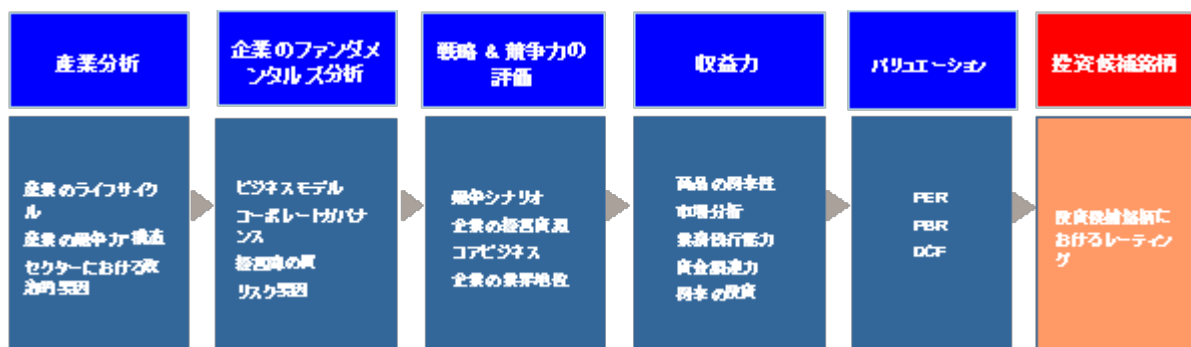 産業分析
企業のファンダメ
ンタルズ分析
戦略 & 競争力の
評価
収益力
バリュエーション
投資候補銘柄
産業のライフサイク
ル
産業の競争力・構造
セクターにおける政
治的要因
ビジネスモデル
コーポレートガバナ
ンス
経営陣の質
リスク要因
競争シナリオ
企業の経営資源
コアビジネス
企業の業界地位
商品の将来性
市場分析
業務執行能力
資金調達力
将来の投資
PER
PBR
DCF
投資候補銘柄に
おけるレーティン
グ